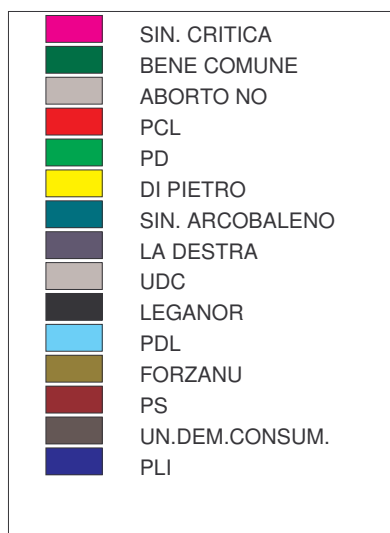 SIN. CRITICA
BENE COMUNE
ABORTO NO
PCL
PD
DI PIETRO
SIN. ARCOBALENO
LA DESTRA
UDC
LEGANOR
PDL
FORZANU
PS
UN.DEM.CONSUM.
PLI